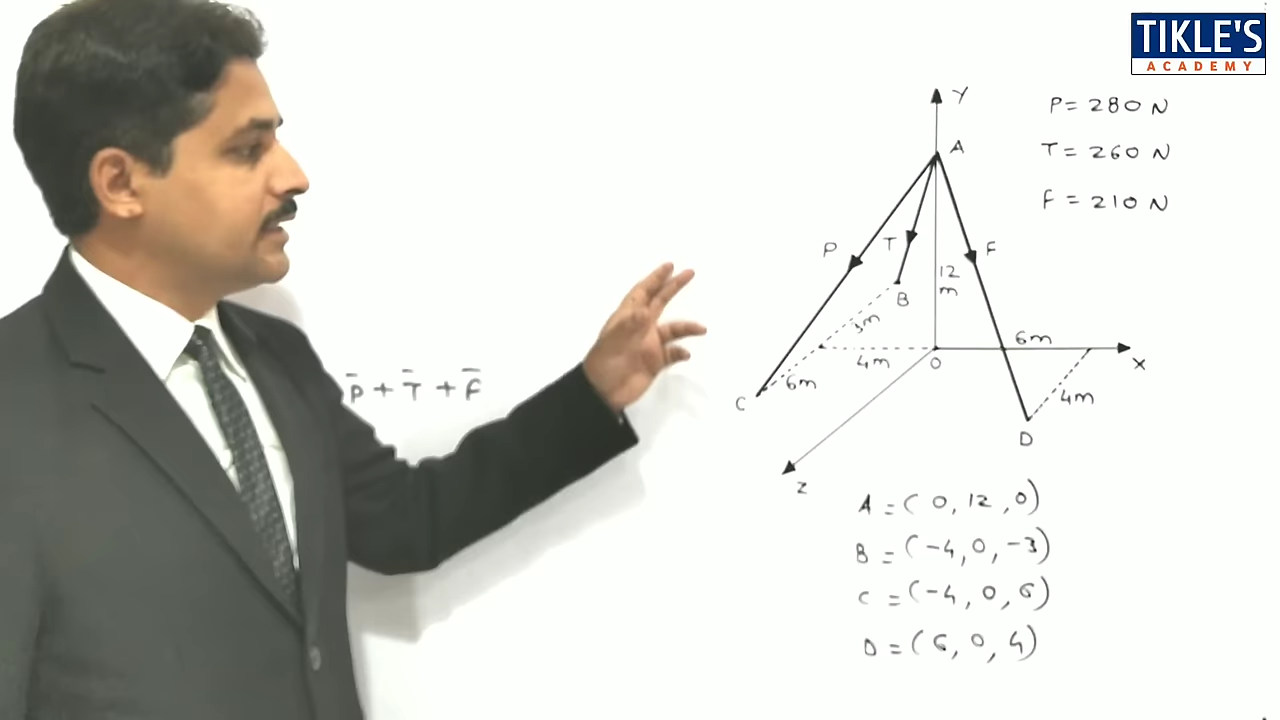 TIKLE'S
ACADEMY
P = 280 N
T = 260 N
F = 210 N
Y
A
P
T
F
12
m
B
3m
6m
4m
O
X
6m
4m
C
D
Z
P̄ + T̄ + F̄
A = (0, 12, 0)
B = (-4, 0, -3)
C = (-4, 0, 6)
D = (6, 0, 4)